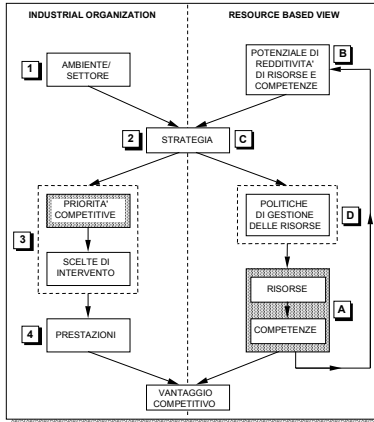 INDUSTRIAL ORGANIZATION
RESOURCE BASED VIEW
1
AMBIENTE/
SETTORE
B
POTENZIALE DI
REDDITIVITA'
DI RISORSE E
COMPETENZE
2
STRATEGIA
C
PRIORITA'
COMPETITIVE
3
SCELTE DI
INTERVENTO
POLITICHE
DI GESTIONE
DELLE RISORSE
D
4
PRESTAZIONI
RISORSE
A
COMPETENZE
VANTAGGIO
COMPETITIVO